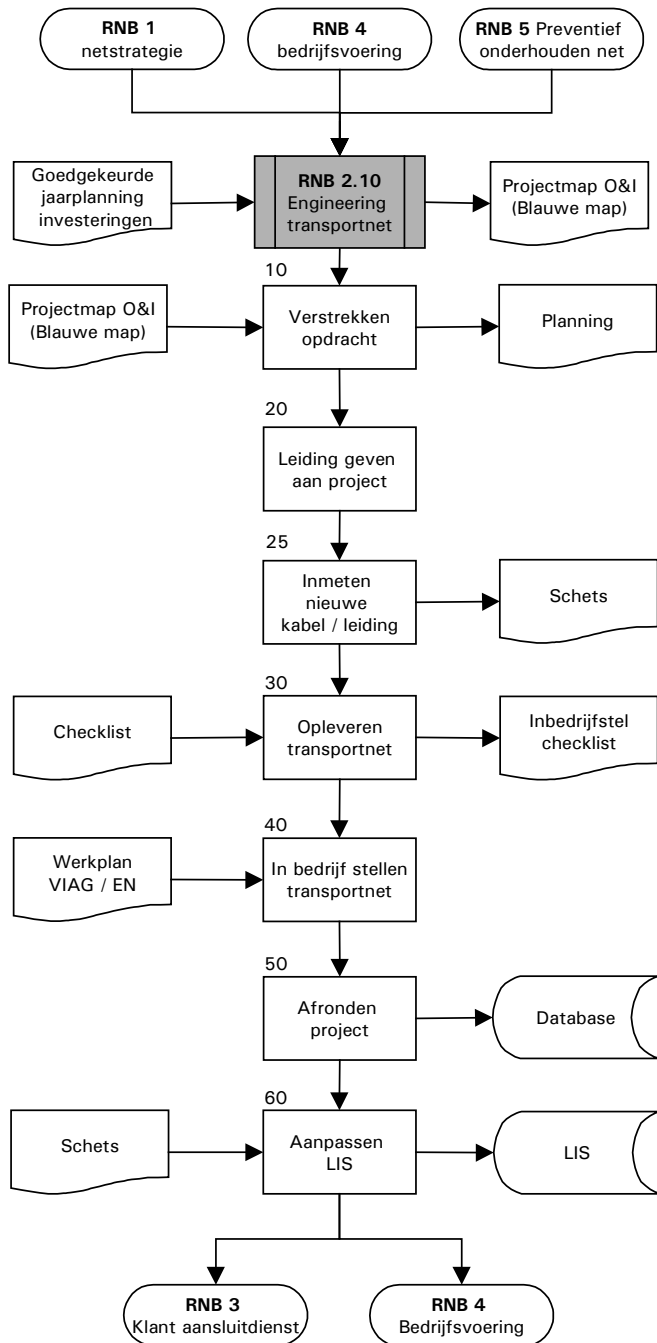 RNB 1
netstrategie
RNB 4
bedrijfsvoering
RNB 5 Preventief
onderhouden net
Goedgekeurde
jaarplanning
investeringen
RNB 2.10
Engineering
transportnet
Projectmap O&I
(Blauwe map)
10
Projectmap O&I
(Blauwe map)
Verstrekken
opdracht
Planning
20
Leiding geven
aan project
25
Inmeten
nieuwe
kabel / leiding
Schets
30
Checklist
Opleveren
transportnet
Inbedrijfstel
checklist
40
Werkplan
VIAG / EN
In bedrijf stellen
transportnet
50
Afronden
project
Database
60
Schets
Aanpassen
LIS
LIS
RNB 3
Klant aansluitdienst
RNB 4
Bedrijfsvoering